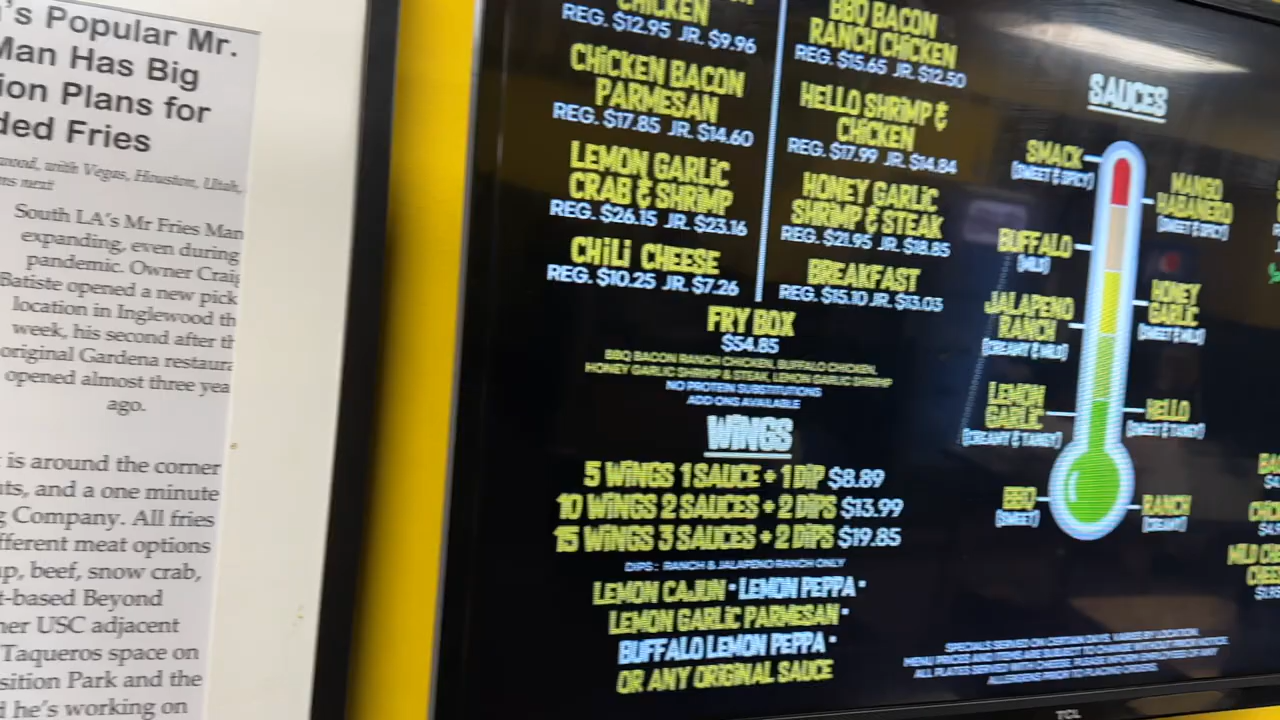 's Popular Mr.
Man Has Big
ion Plans for
ded Fries
wood, with Vegas, Houston, Utah,
ns next
South LA's Mr Fries Man
expanding, even during
pandemic. Owner Craig
Batiste opened a new pick
location in Inglewood th
week, his second after th
original Gardena restaura
opened almost three yea
ago.
is around the corner
uts, and a one minute
g Company. All fries
fferent meat options
up, beef, snow crab,
t-based Beyond
her USC adjacent
Taqueros space on
sition Park and the
d he's working on
CHICKEN
REG. $12.95 JR. $9.96
CHICKEN BACON
PARMESAN
REG. $17.85 JR. $14.60
LEMON GARLIC
CRAB & SHRIMP
REG. $26.15 JR. $23.16
CHILI CHEESE
REG. $10.25 JR. $7.26
BBQ BACON
RANCH CHICKEN
REG. $15.65 JR. $12.50
HELLO SHRIMP &
CHICKEN
REG. $17.99 JR. $14.84
HONEY GARLIC
SHRIMP & STEAK
REG. $21.95 JR. $18.85
BREAKFAST
REG. $15.10 JR. $13.03
FRY BOX
$54.85
BBQ BACON RANCH CHICKEN, BUFFALO CHICKEN,
HONEY GARLIC SHRIMP & STEAK, LEMON GARLIC SHRIMP
NO PROTEIN SUBSTITUTIONS
ADD ONS AVAILABLE
WINGS
5 WINGS 1 SAUCE + 1 DIP $8.89
10 WINGS 2 SAUCES + 2 DIPS $13.99
15 WINGS 3 SAUCES + 2 DIPS $19.85
DIPS: RANCH & JALAPENO RANCH ONLY
LEMON CAJUN • LEMON PEPPA •
LEMON GARLIC PARMESAN •
BUFFALO LEMON PEPPA •
OR ANY ORIGINAL SAUCE
SAUCES
SMACK
(SWEET & SPICY)
MANGO
HABANERO
(SWEET & SPICY)
BUFFALO
(MILD)
HONEY
GARLIC
(SWEET & MILD)
JALAPENO
RANCH
(CREAMY & MILD)
LEMON
GARLIC
(CREAMY & TANGY)
HELLO
(SWEET & TANGY)
BBQ
(SWEET)
RANCH
(CREAMY)
TCL